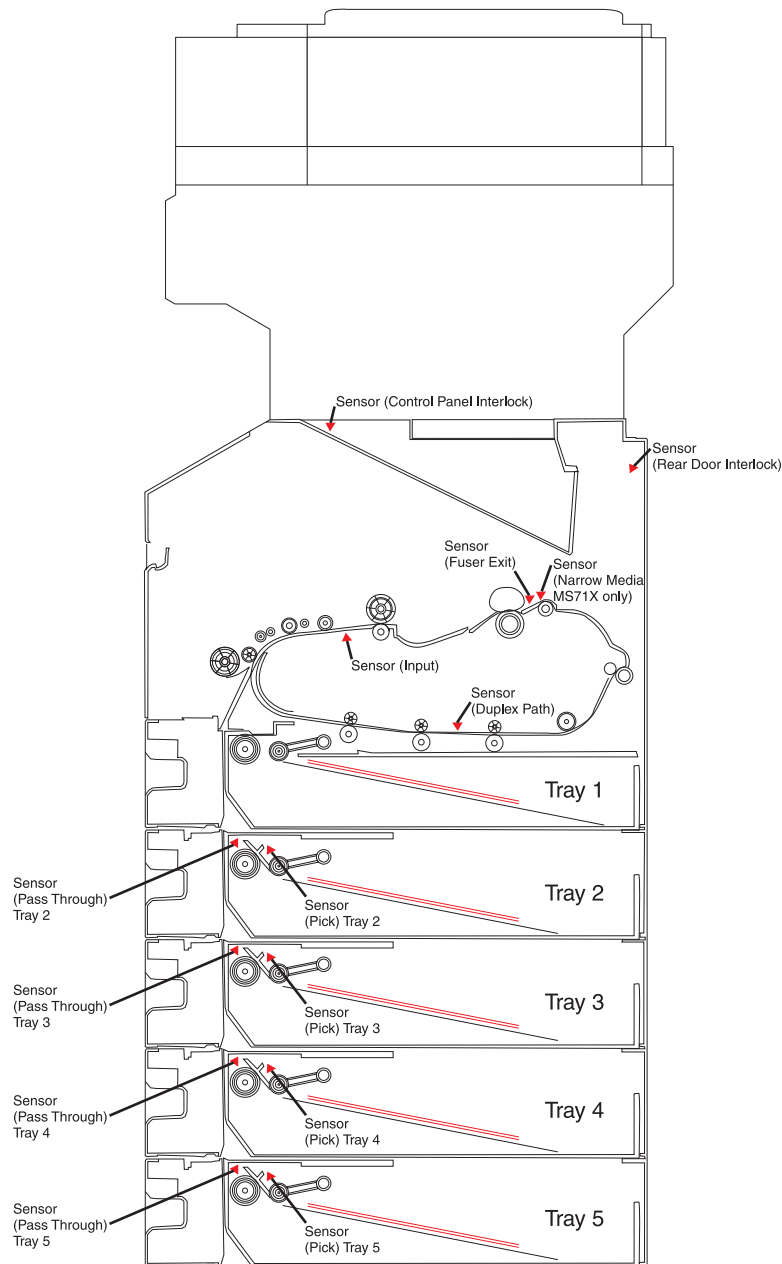 Sensor (Control Panel Interlock)
Sensor
(Rear Door Interlock)
Sensor
(Fuser Exit)
Sensor
(Narrow Media
MS71X only)
Sensor (Input)
Sensor
(Duplex Path)
Tray 1
Tray 2
Sensor
(Pass Through)
Tray 2
Sensor
(Pick) Tray 2
Tray 3
Sensor
(Pass Through)
Tray 3
Sensor
(Pick) Tray 3
Tray 4
Sensor
(Pass Through)
Tray 4
Sensor
(Pick) Tray 4
Tray 5
Sensor
(Pass Through)
Tray 5
Sensor
(Pick) Tray 5